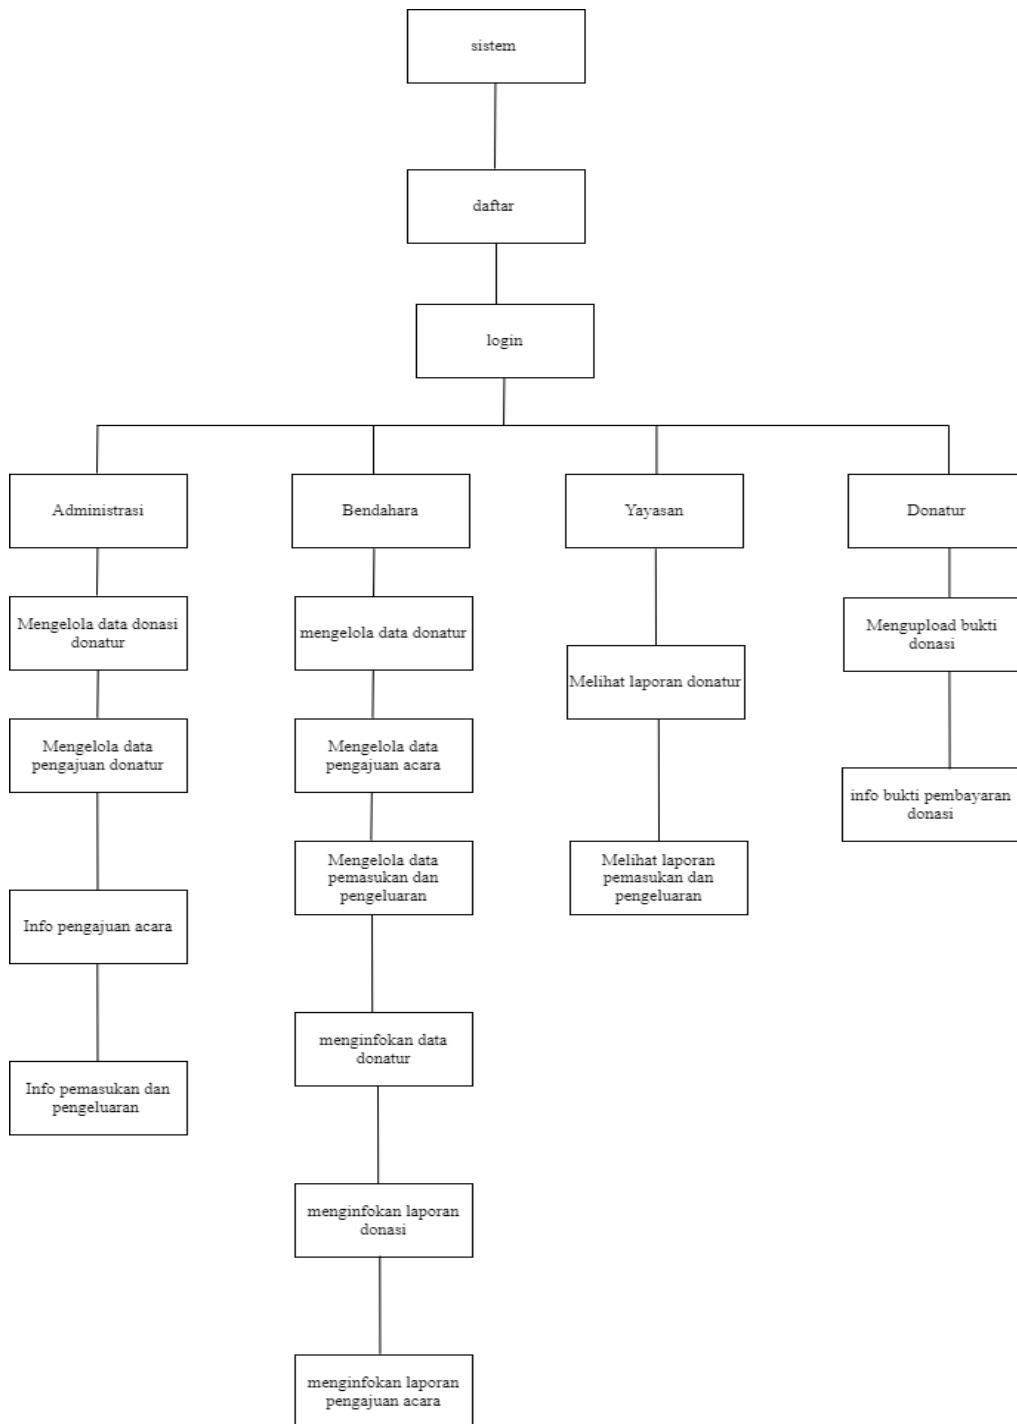 sistem
daftar
login
Administrasi
Bendahara
Yayasan
Donatur
Mengelola data donasi
donatur
Mengelola data
pengajuan donatur
Info pengajuan acara
Info pemasukan dan
pengeluaran
mengelola data donatur
Mengelola data
pengajuan acara
Mengelola data
pemasukan dan
pengeluaran
menginfokan data
donatur
menginfokan laporan
donasi
menginfokan laporan
pengajuan acara
Melihat laporan donatur
Melihat laporan
pemasukan dan
pengeluaran
Mengupload bukti
donasi
info bukti pembayaran
donasi